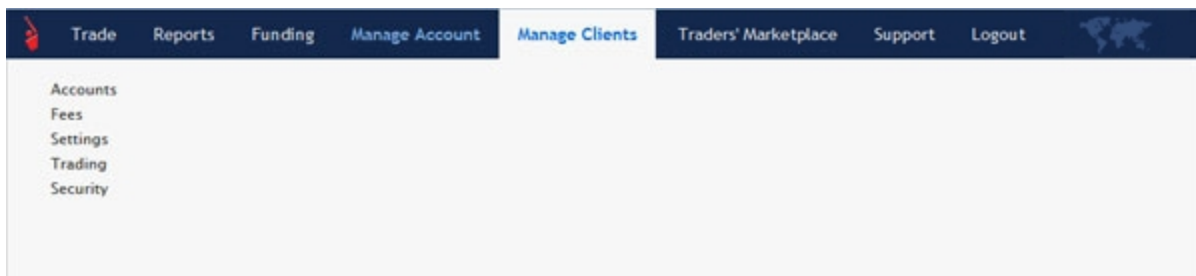 Trade Reports Funding Manage Account Manage Clients Traders' Marketplace Support Logout
Accounts
Fees
Settings
Trading
Security